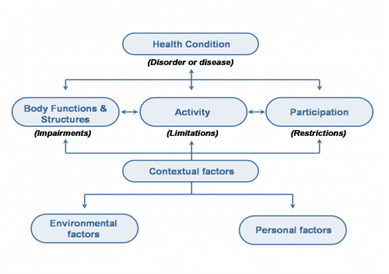 Health Condition
(Disorder or disease)
Body Functions &
Structures
Activity
Participation
(Impairments)
(Limitations)
(Restrictions)
Contextual factors
Environmental
factors
Personal factors